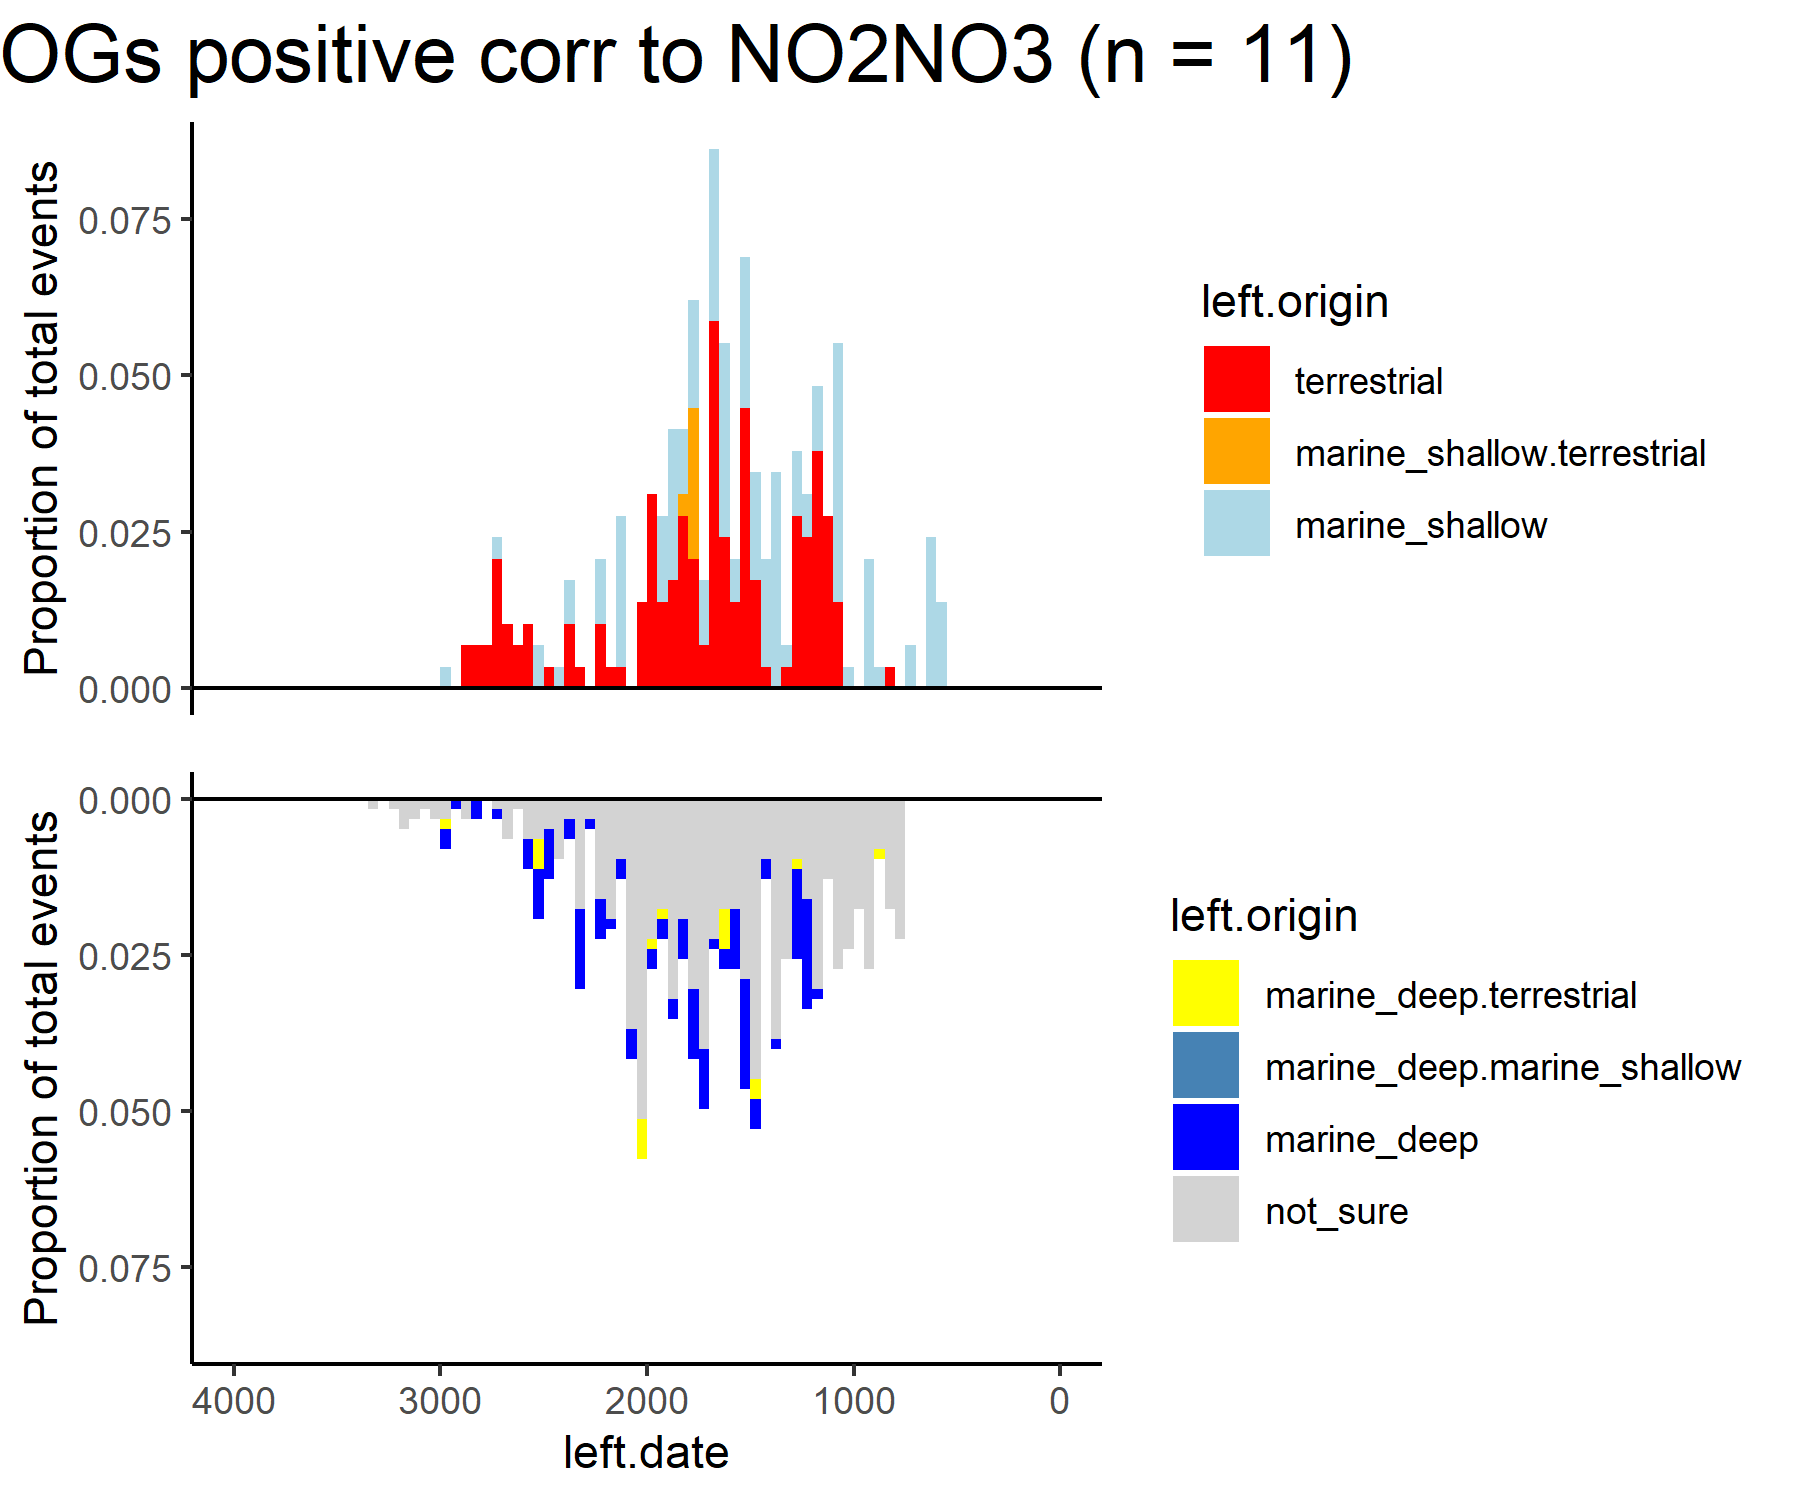 OGs positive corr to NO2NO3 (n = 11)
Proportion of total events
0.075
0.050
0.025
0.000
left.origin
terrestrial
marine_shallow.terrestrial
marine_shallow
Proportion of total events
0.000
0.025
0.050
0.075
4000 3000 2000 1000 0
left.date
left.origin
marine_deep.terrestrial
marine_deep.marine_shallow
marine_deep
not_sure